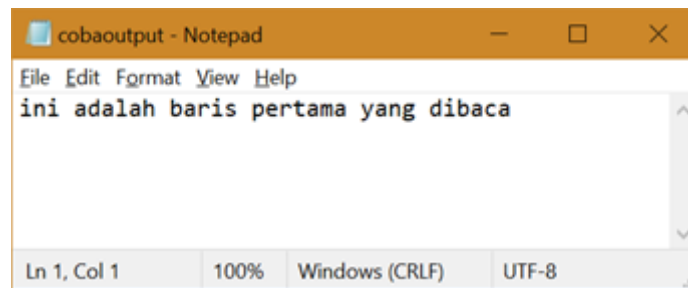 cobaoutput - Notepad
File Edit Format View Help
ini adalah baris pertama yang dibaca
Ln 1, Col 1 100% Windows (CRLF) UTF-8